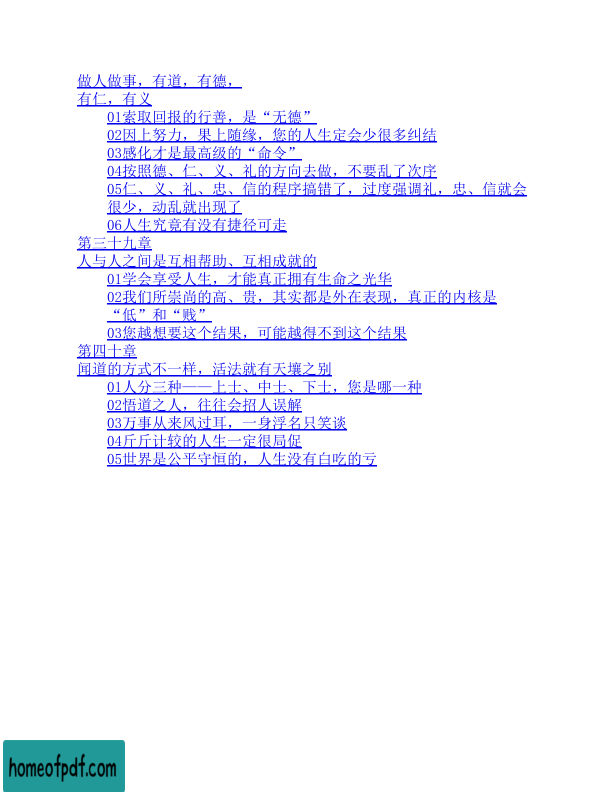 做人做事，有道，有德，
有仁，有义
01索取回报的行善，是“无德”
02因上努力，果上随缘，您的人生定会少很多纠结
03感化才是最高级的“命令”
04按照德、仁、义、礼的方向去做，不要乱了次序
05仁、义、礼、忠、信的程序搞错了，过度强调礼，忠、信就会
很少，动乱就出现了
06人生究竟有没有捷径可走
第三十九章
人与人之间是互相帮助、互相成就的
01学会享受人生，才能真正拥有生命之光华
02我们所崇尚的高、贵，其实都是外在表现，真正的内核是
“低”和“贱”
03您越想要这个结果，可能越得不到这个结果
第四十章
闻道的方式不一样，活法就有天壤之别
01人分三种——上士、中士、下士，您是哪一种
02悟道之人，往往会招人误解
03万事从来风过耳，一身浮名只笑谈
04斤斤计较的人生一定很局促
05世界是公平守恒的，人生没有白吃的亏
homeofpdf.com